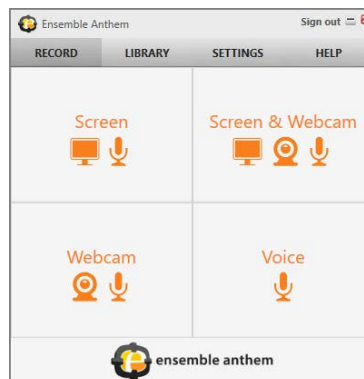 Ensemble Anthem Sign out
RECORD LIBRARY SETTINGS HELP
Screen
Screen & Webcam
Webcam
Voice
e ensemble anthem